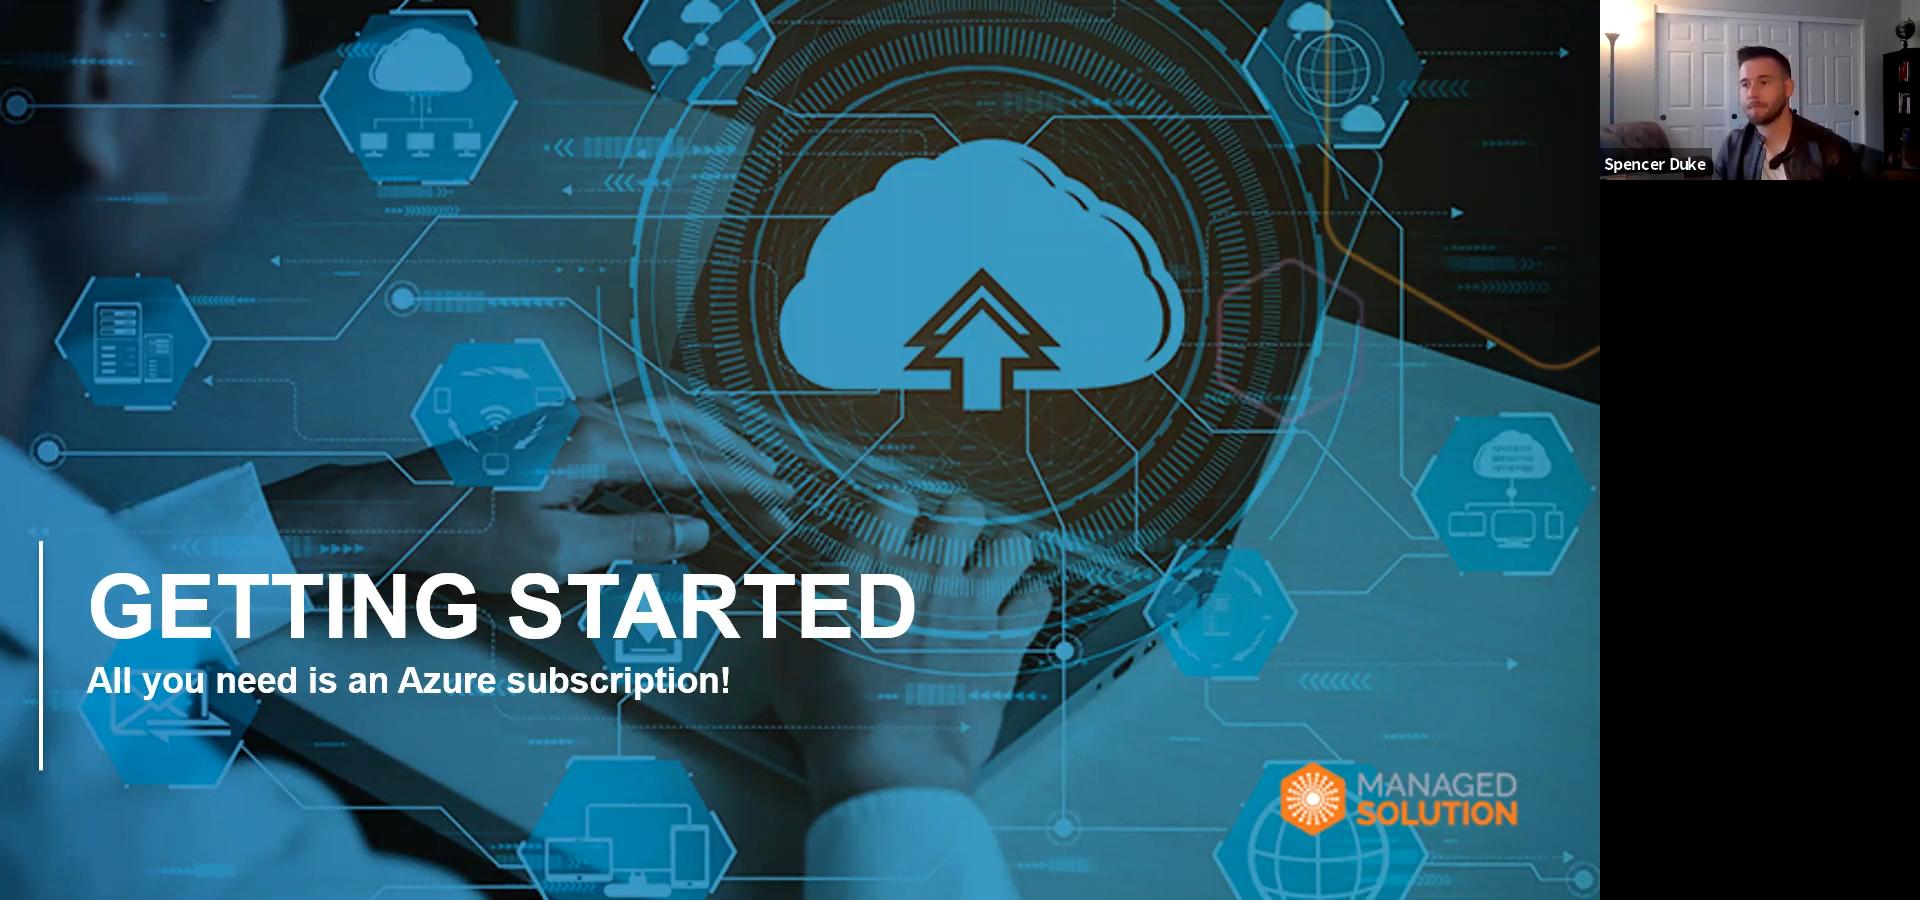 GETTING STARTED
All you need is an Azure subscription!
MANAGED
SOLUTION
Spencer Duke